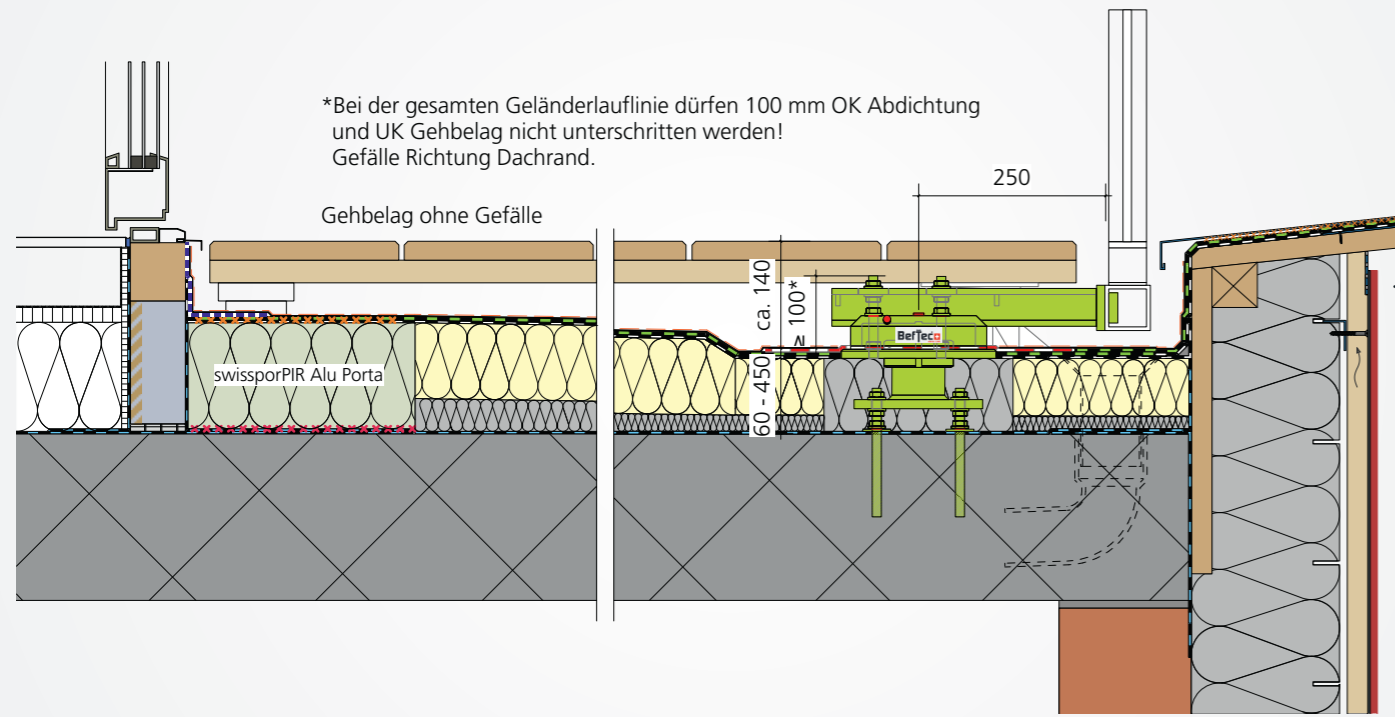 *Bei der gesamten Geländerlauflinie dürfen 100 mm OK Abdichtung
und UK Gehbelag nicht unterschritten werden!
Gefälle Richtung Dachrand.
Gehbelag ohne Gefälle
250
ca. 140
≥ 100*
BefTec
swissporPIR Alu Porta
60 - 450